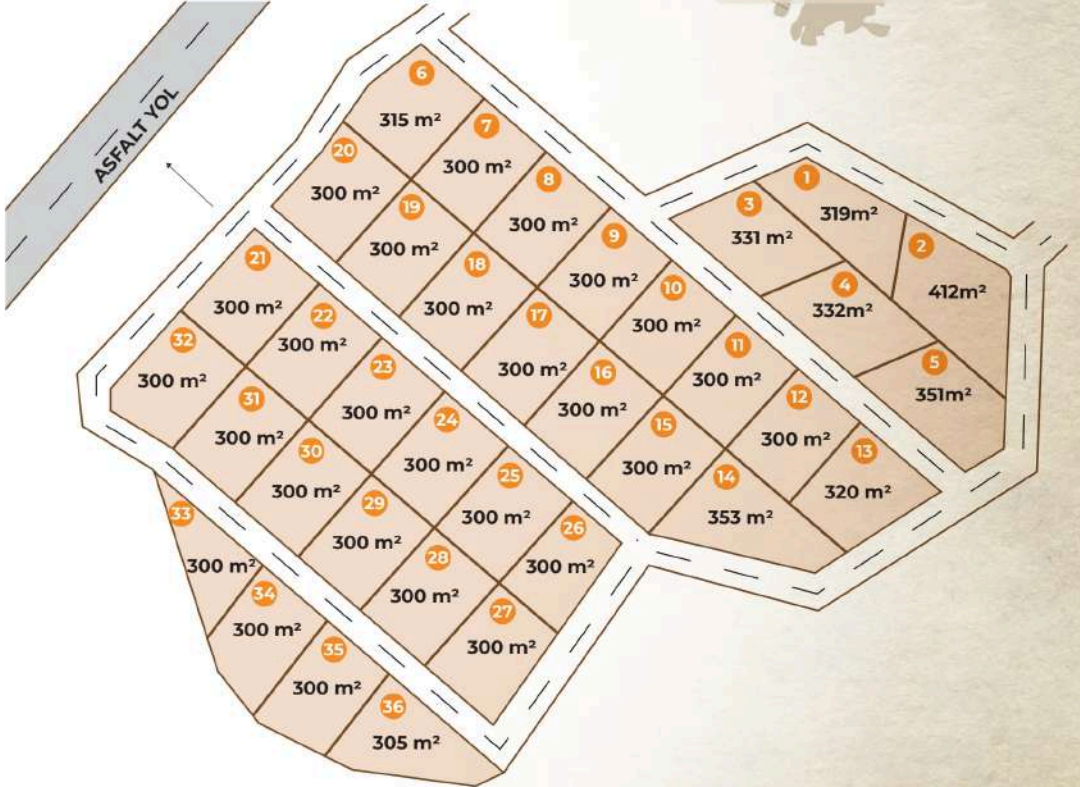 ASFALT YOL
1
319m²
2
412m²
3
331 m²
4
332m²
5
351m²
6
315 m²
7
300 m²
8
300 m²
9
300 m²
10
300 m²
11
300 m²
12
300 m²
13
320 m²
14
353 m²
15
300 m²
16
300 m²
17
300 m²
18
300 m²
19
300 m²
20
300 m²
21
300 m²
22
300 m²
23
300 m²
24
300 m²
25
300 m²
26
300 m²
27
300 m²
28
300 m²
29
300 m²
30
300 m²
31
300 m²
32
300 m²
33
300 m²
34
300 m²
35
300 m²
36
305 m²